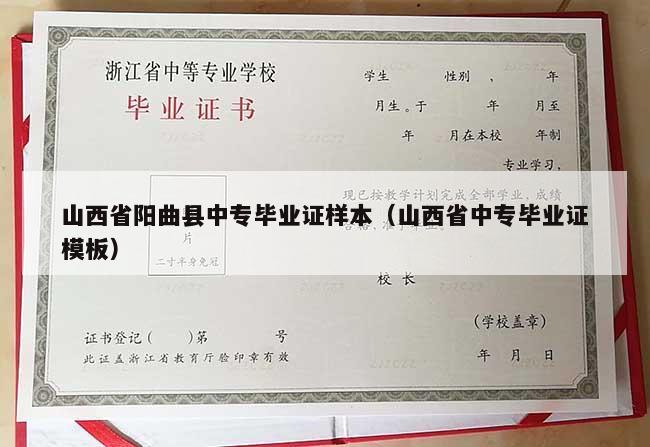 浙江省中等专业学校
毕业证书
片
二寸半身免冠
证书登记（ ）第 号
此证盖浙江省教育厅验印章有效
学生 性别 、 年
月生。于 年 月至
年 月在本校 年制
专业学习，
现已按教学计划完成全部学业，成绩
山西省阳曲县中专毕业证样本（山西省中专毕业证
模板）
校长
（学校盖章）
年 月 日